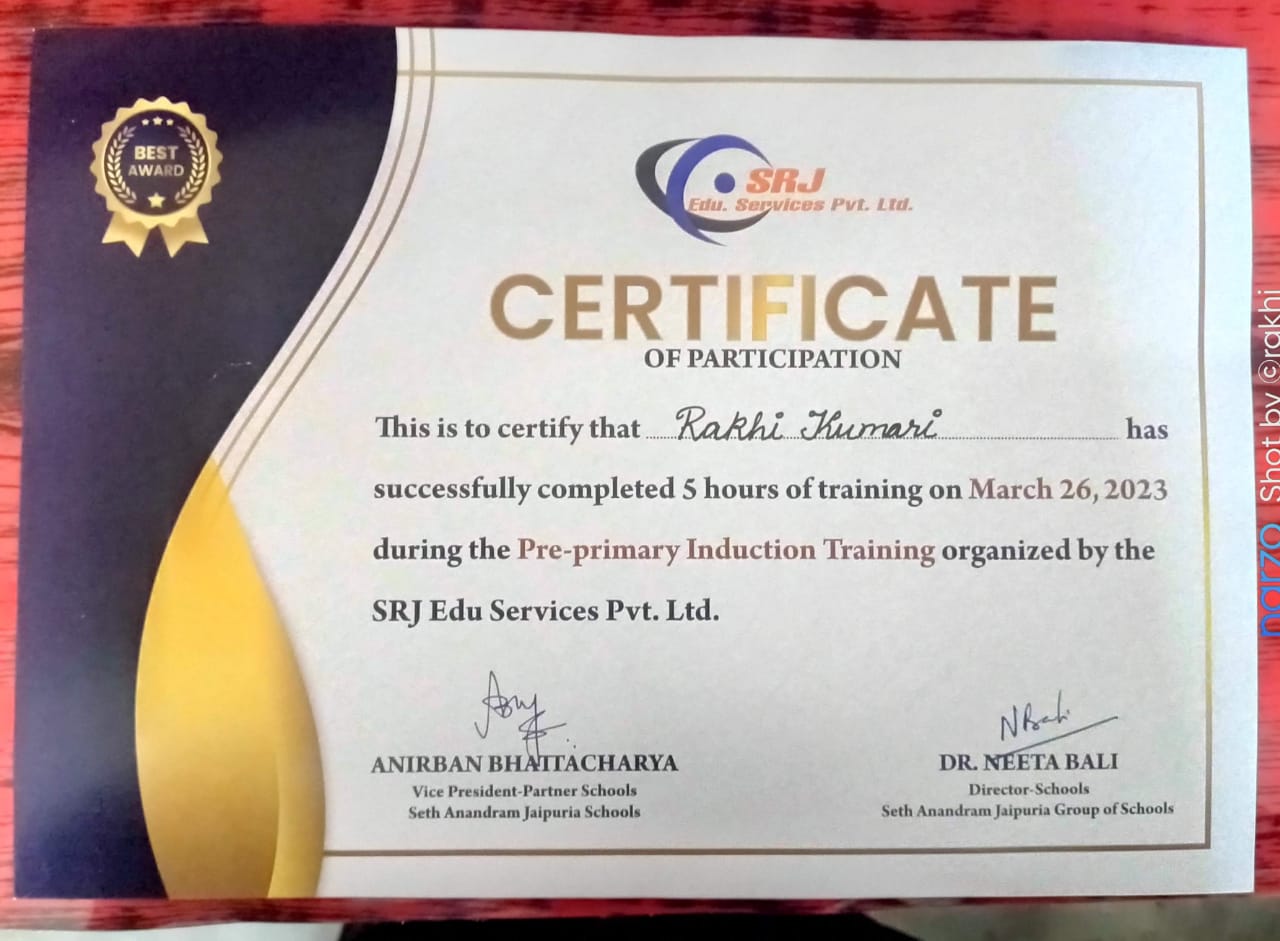 BEST
AWARD
SRJ
Edu. Services Pvt. Ltd.
CERTIFICATE
OF PARTICIPATION
This is to certify that Rakhi Kumari has
successfully completed 5 hours of training on March 26, 2023
during the Pre-primary Induction Training organized by the
SRJ Edu Services Pvt. Ltd.
NBali
ANIRBAN BHATTACHARYA
Vice President-Partner Schools
Seth Anandram Jaipuria Schools
DR. NEETA BALI
Director-Schools
Seth Anandram Jaipuria Group of Schools
narzo Shot by ©rakhi